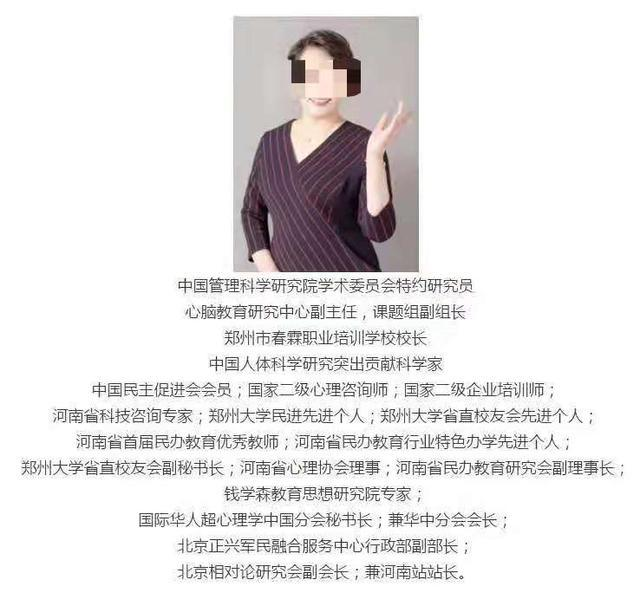 中国管理科学研究院学术委员会特约研究员
心脑教育研究中心副主任，课题组副组长
郑州市春霖职业培训学校校长
中国人体科学研究突出贡献科学家
中国民主促进会会员；国家二级心理咨询师；国家二级企业培训师；
河南省科技咨询专家；郑州大学民进先进个人；郑州大学省直校友会先进个人；
河南省首届民办教育优秀教师；河南省民办教育行业特色办学先进个人；
郑州大学省直校友会副秘书长；河南省心理协会理事；河南省民办教育研究会副理事长；
钱学森教育思想研究院专家；
国际华人超心理学中国分会秘书长；兼华中分会会长；
北京正兴军民融合服务中心行政部副部长；
北京相对论研究会副会长；兼河南站站长。